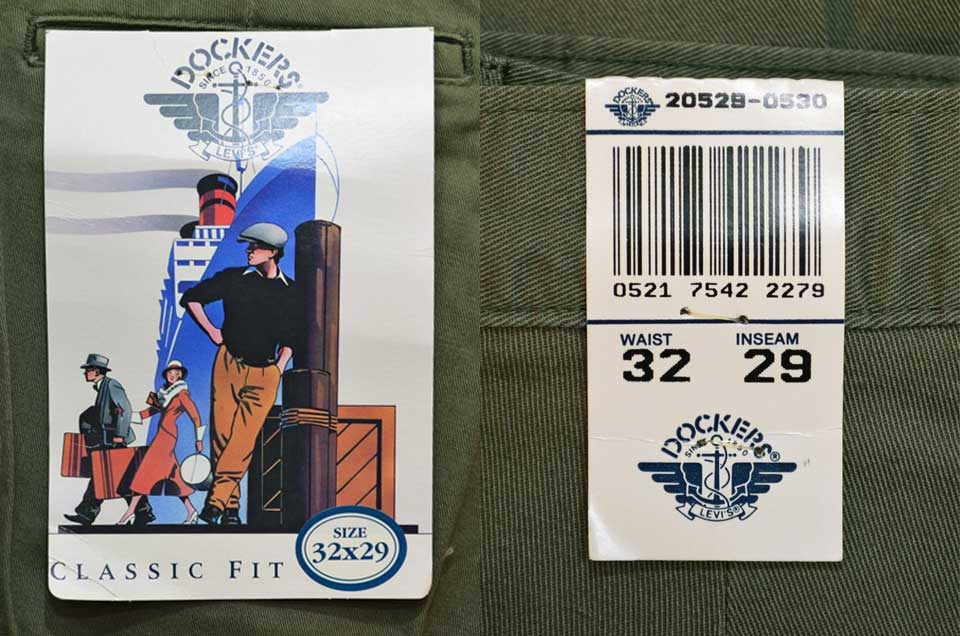 DOCKERS®
SINCE 1850
LEVI'S®
SIZE
32x29
CLASSIC FIT
DOCKERS
20529-0530
0521 7542 2279
WAIST INSEAM
32 29
DOCKERS®
SINCE 1850
LEVI'S®